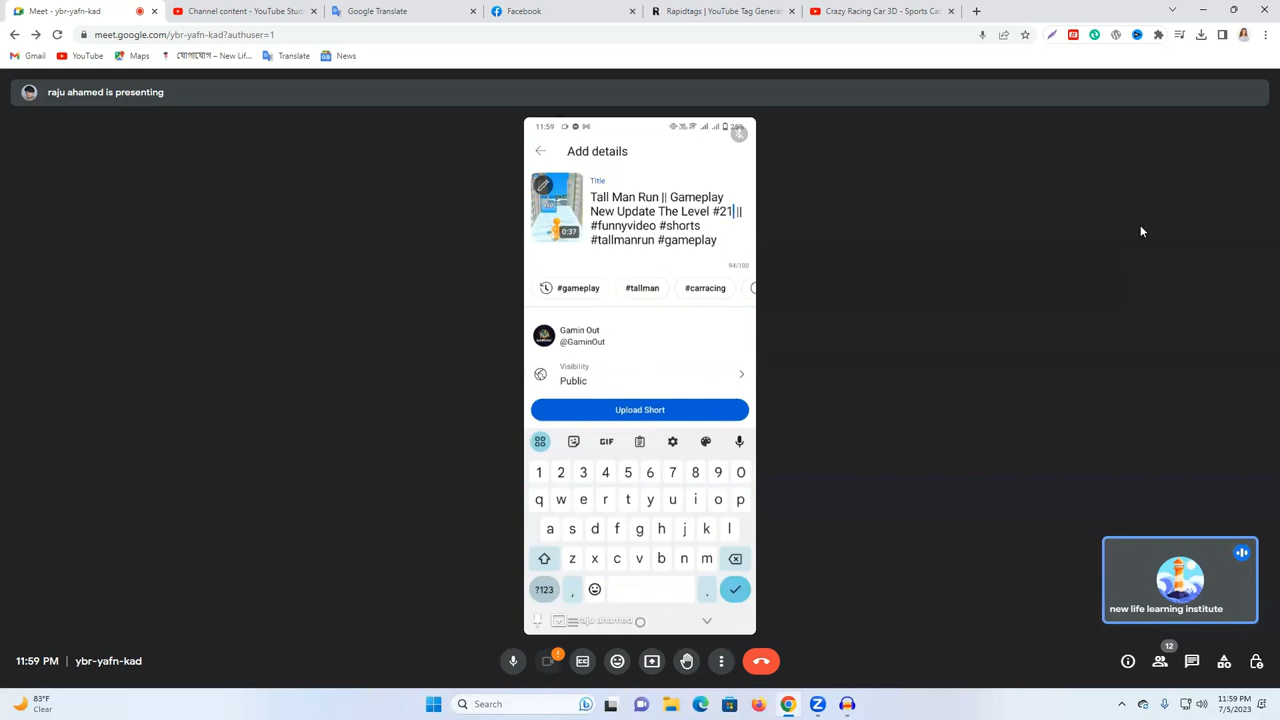 Meet - ybr-yafn-kad
Channel content - YouTube Stud
Google Translate
Facebook
Rapidtags | YouTube Tag Generat
Crazy Racing Car 3D - Sports Ca
meet.google.com/ybr-yafn-kad?authuser=1
Gmail
YouTube
Maps
যোগাযোগ – New Lif...
Translate
News
raju ahamed is presenting
11:59
25%
Add details
Title
Tall Man Run || Gameplay
New Update The Level #21 ||
#funnyvideo #shorts
#tallmanrun #gameplay
0:37
94/100
#gameplay
#tallman
#carracing
Gamin Out
@GaminOut
Visibility
Public
Upload Short
GIF
1 2 3 4 5 6 7 8 9 0
q w e r t y u i o p
a s d f g h j k l
z x c v b n m
?123 , .
raju ahamed
new life learning institute
11:59 PM | ybr-yafn-kad
12
83°F
Clear
Search
11:59 PM
7/5/2023